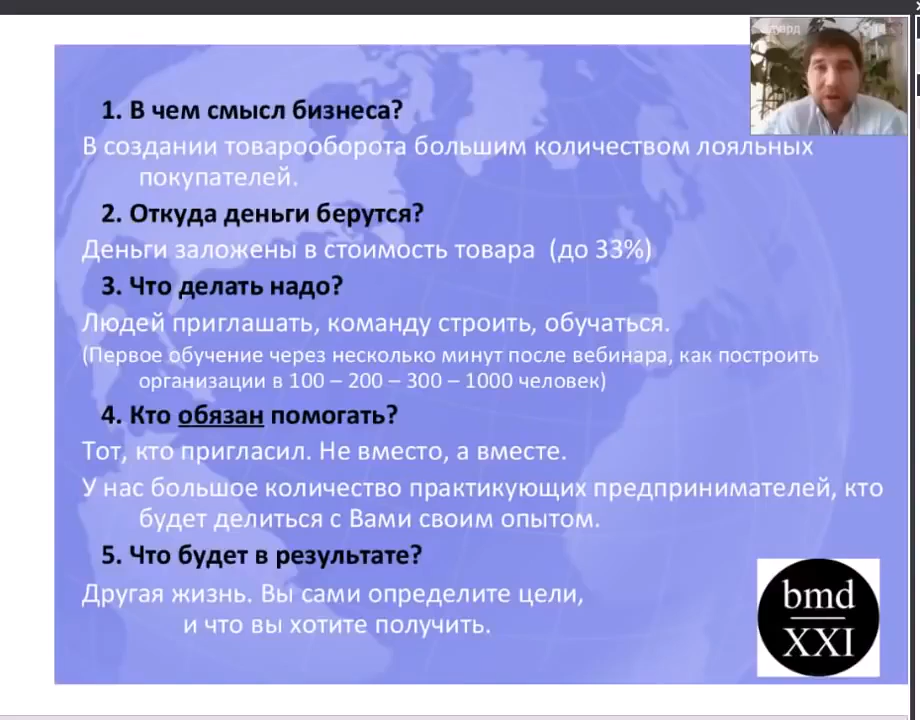 1. В чем смысл бизнеса?
В создании товарооборота большим количеством лояльных
покупателей.
2. Откуда деньги берутся?
Деньги заложены в стоимость товара (до 33%)
3. Что делать надо?
Людей приглашать, команду строить, обучаться.
(Первое обучение через несколько минут после вебинара, как построить
организации в 100 – 200 – 300 – 1000 человек)
4. Кто обязан помогать?
Тот, кто пригласил. Не вместо, а вместе.
У нас большое количество практикующих предпринимателей, кто
будет делиться с Вами своим опытом.
5. Что будет в результате?
Другая жизнь. Вы сами определите цели,
и что вы хотите получить.
bmd
XXI